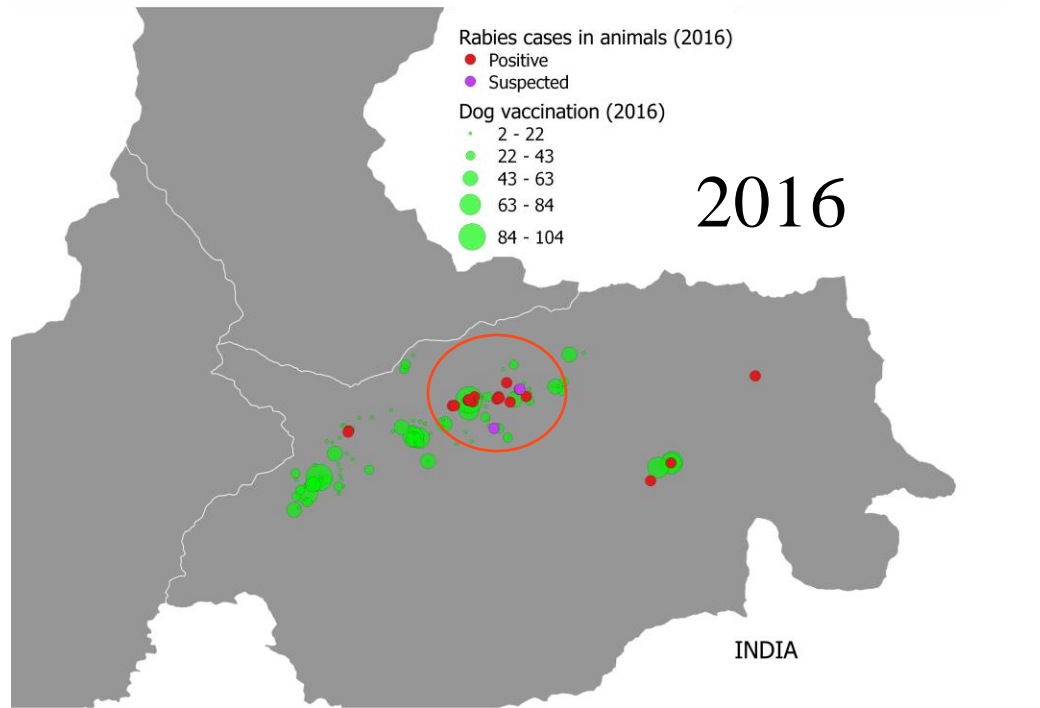 Rabies cases in animals (2016)
Positive
Suspected
Dog vaccination (2016)
2 - 22
22 - 43
43 - 63
63 - 84
84 - 104
2016
INDIA